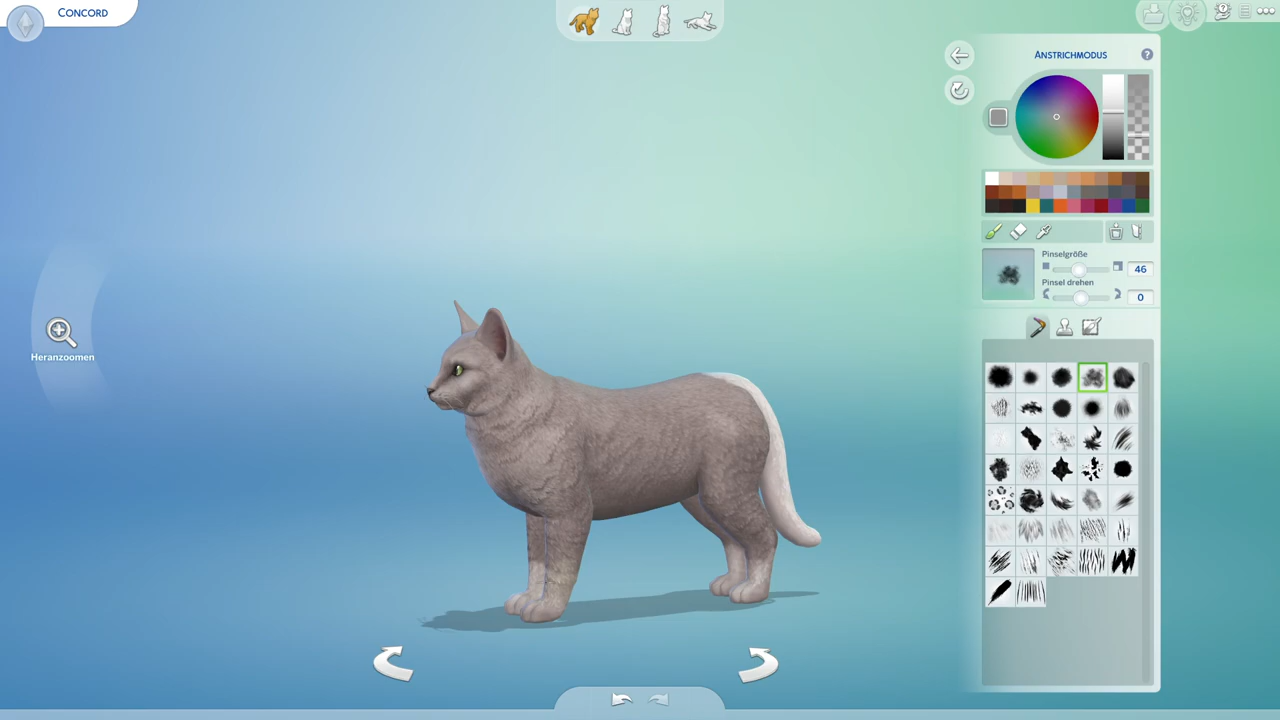 Concord
Anstrichmodus
?
Pinselgröße
46
Pinsel drehen
0
Heranzoomen